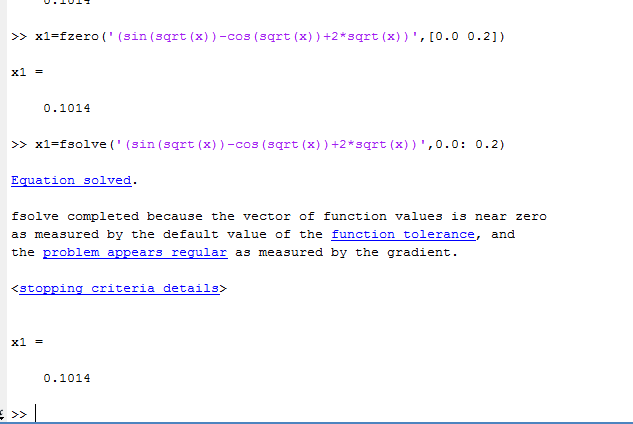 0.1014
>> x1=fzero('(sin(sqrt(x))-cos(sqrt(x))+2*sqrt(x))',[0.0 0.2])
x1 =
0.1014
>> x1=fsolve('(sin(sqrt(x))-cos(sqrt(x))+2*sqrt(x))',0.0: 0.2)
Equation solved.
fsolve completed because the vector of function values is near zero
as measured by the default value of the function tolerance, and
the problem appears regular as measured by the gradient.
<stopping criteria details>
x1 =
0.1014
>>